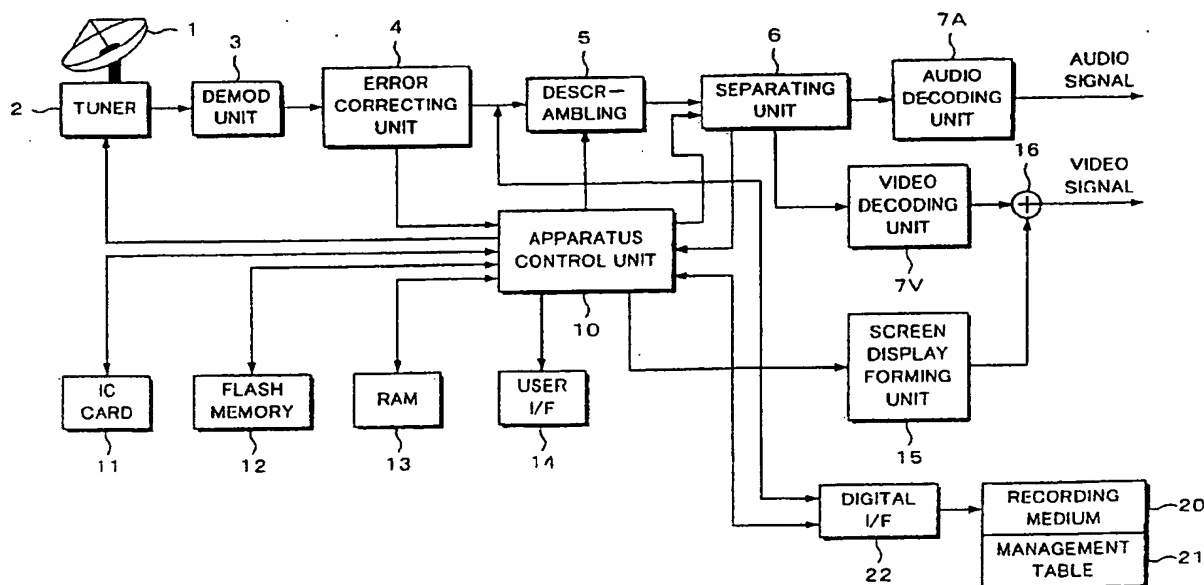 1
2
TUNER
3
DEMOD
UNIT
4
ERROR
CORRECTING
UNIT
5
DESCR-
AMBLING
6
SEPARATING
UNIT
7A
AUDIO
DECODING
UNIT
AUDIO
SIGNAL
16
VIDEO
SIGNAL
VIDEO
DECODING
UNIT
7V
APPARATUS
CONTROL UNIT
10
SCREEN
DISPLAY
FORMING
UNIT
15
IC
CARD
11
FLASH
MEMORY
12
RAM
13
USER
I/F
14
DIGITAL
I/F
22
RECORDING
MEDIUM
20
MANAGEMENT
TABLE
21